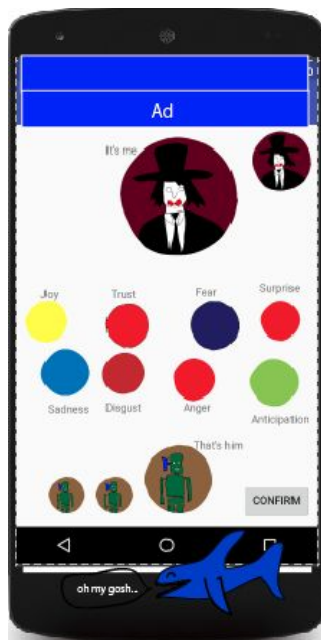 Ad
It's me
Joy Trust Fear Surprise
Sadness Disgust Anger Anticipation
That's him
CONFIRM
oh my gosh...